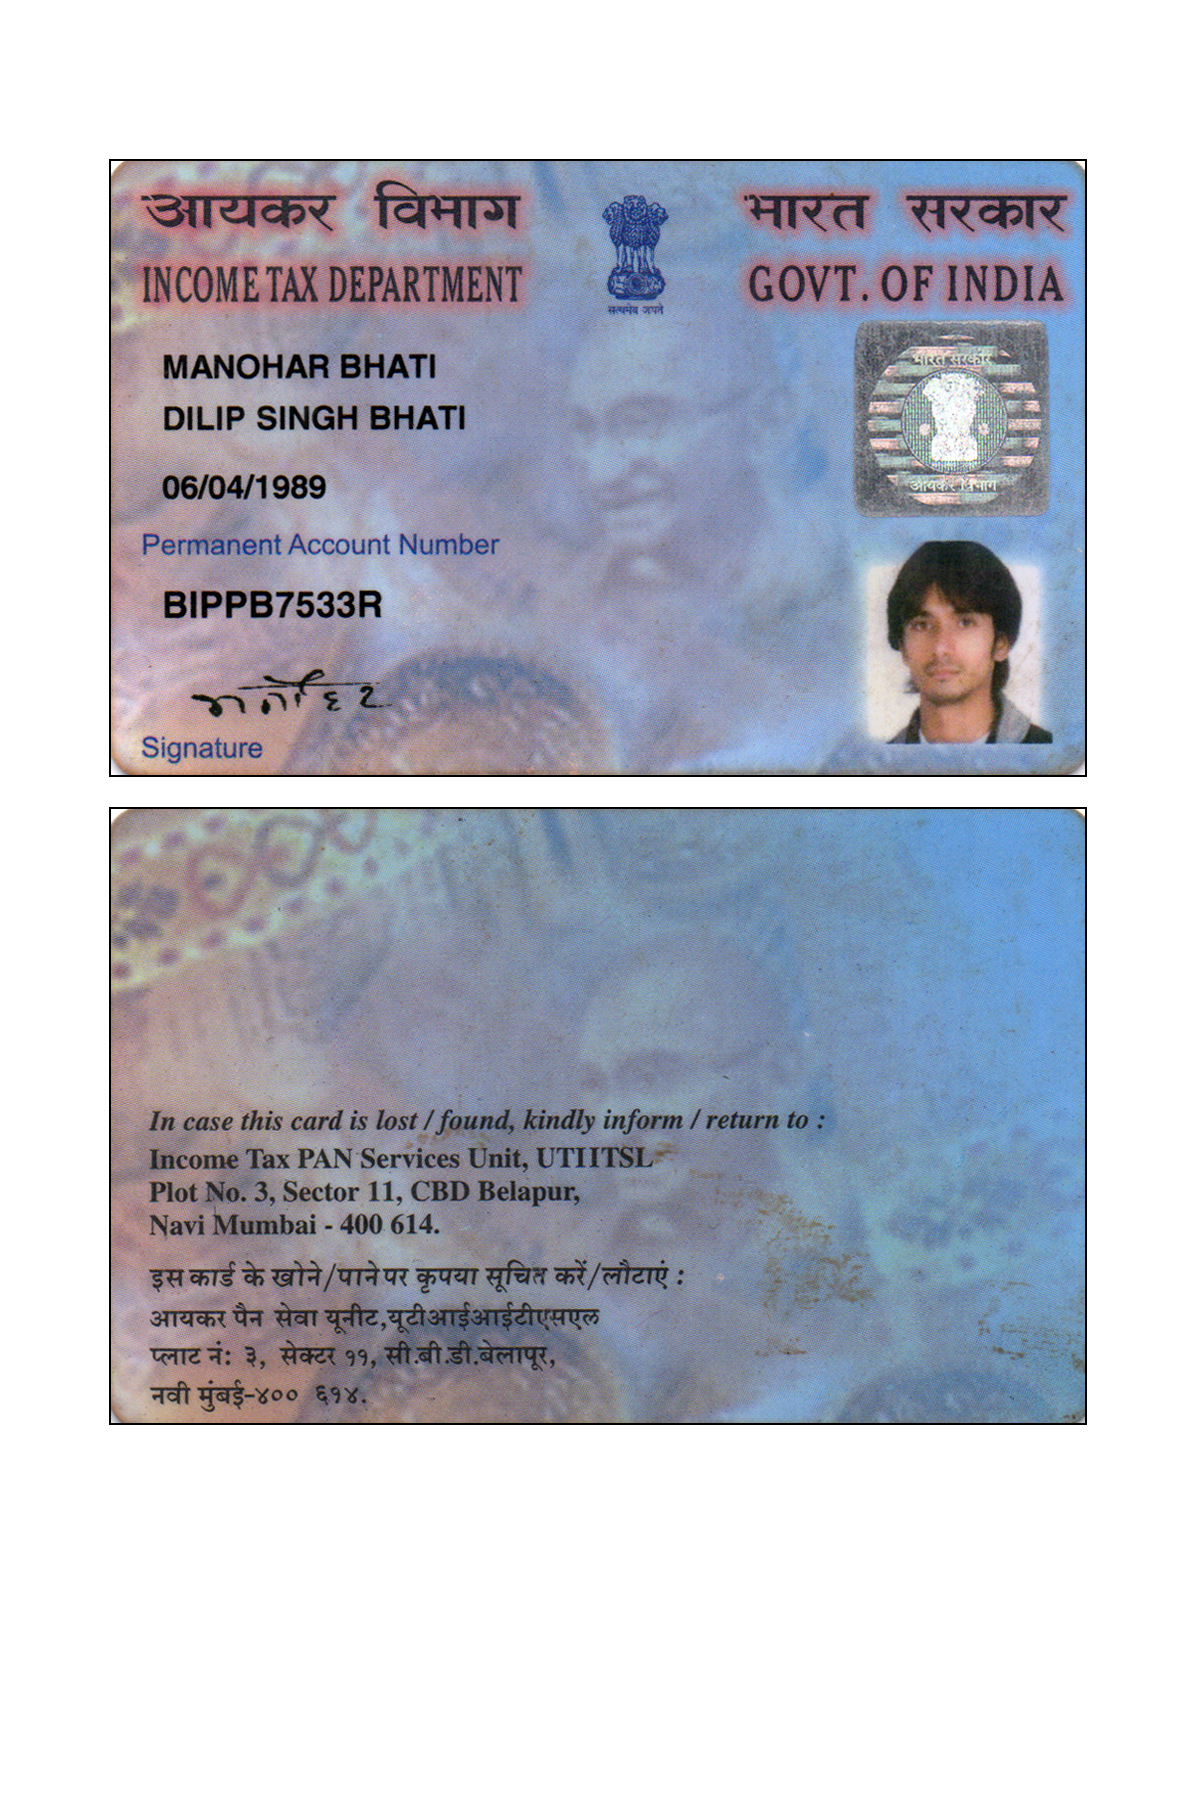 आयकर विभाग
INCOME TAX DEPARTMENT
सत्यमेव जयते
भारत सरकार
GOVT. OF INDIA
MANOHAR BHATI
DILIP SINGH BHATI
06/04/1989
Permanent Account Number
BIPPB7533R
मनोहर
Signature
भारत सरकार
आयकर विभाग
In case this card is lost / found, kindly inform / return to :
Income Tax PAN Services Unit, UTIITSL
Plot No. 3, Sector 11, CBD Belapur,
Navi Mumbai - 400 614.
इस कार्ड के खोने/पाने पर कृपया सूचित करें/लौटाएं :
आयकर पैन सेवा यूनीट,यूटीआईआईटीएसएल
प्लाट नं: ३, सेक्टर ११, सी.बी.डी.बेलापूर,
नवी मुंबई-४०० ६१४.